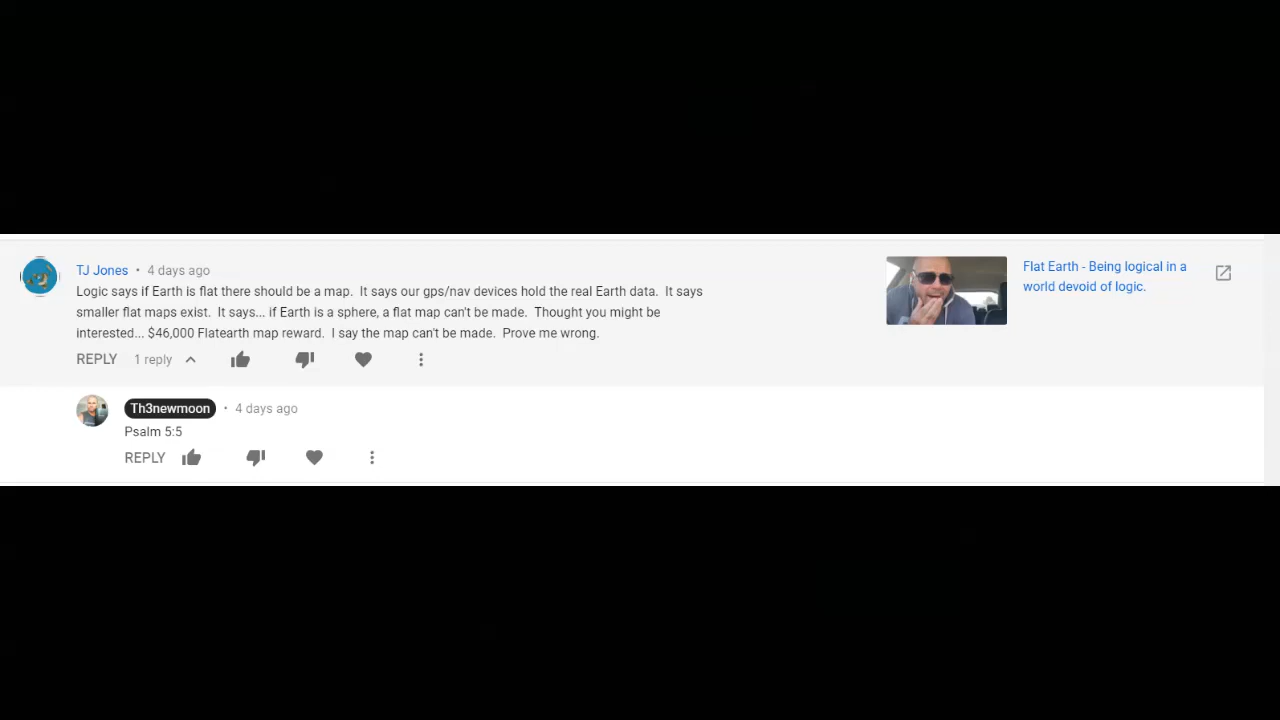 TJ Jones • 4 days ago
Logic says if Earth is flat there should be a map. It says our gps/nav devices hold the real Earth data. It says
smaller flat maps exist. It says... if Earth is a sphere, a flat map can't be made. Thought you might be
interested... $46,000 Flatearth map reward. I say the map can't be made. Prove me wrong.
REPLY 1 reply
Flat Earth - Being logical in a
world devoid of logic.
Th3newmoon • 4 days ago
Psalm 5:5
REPLY